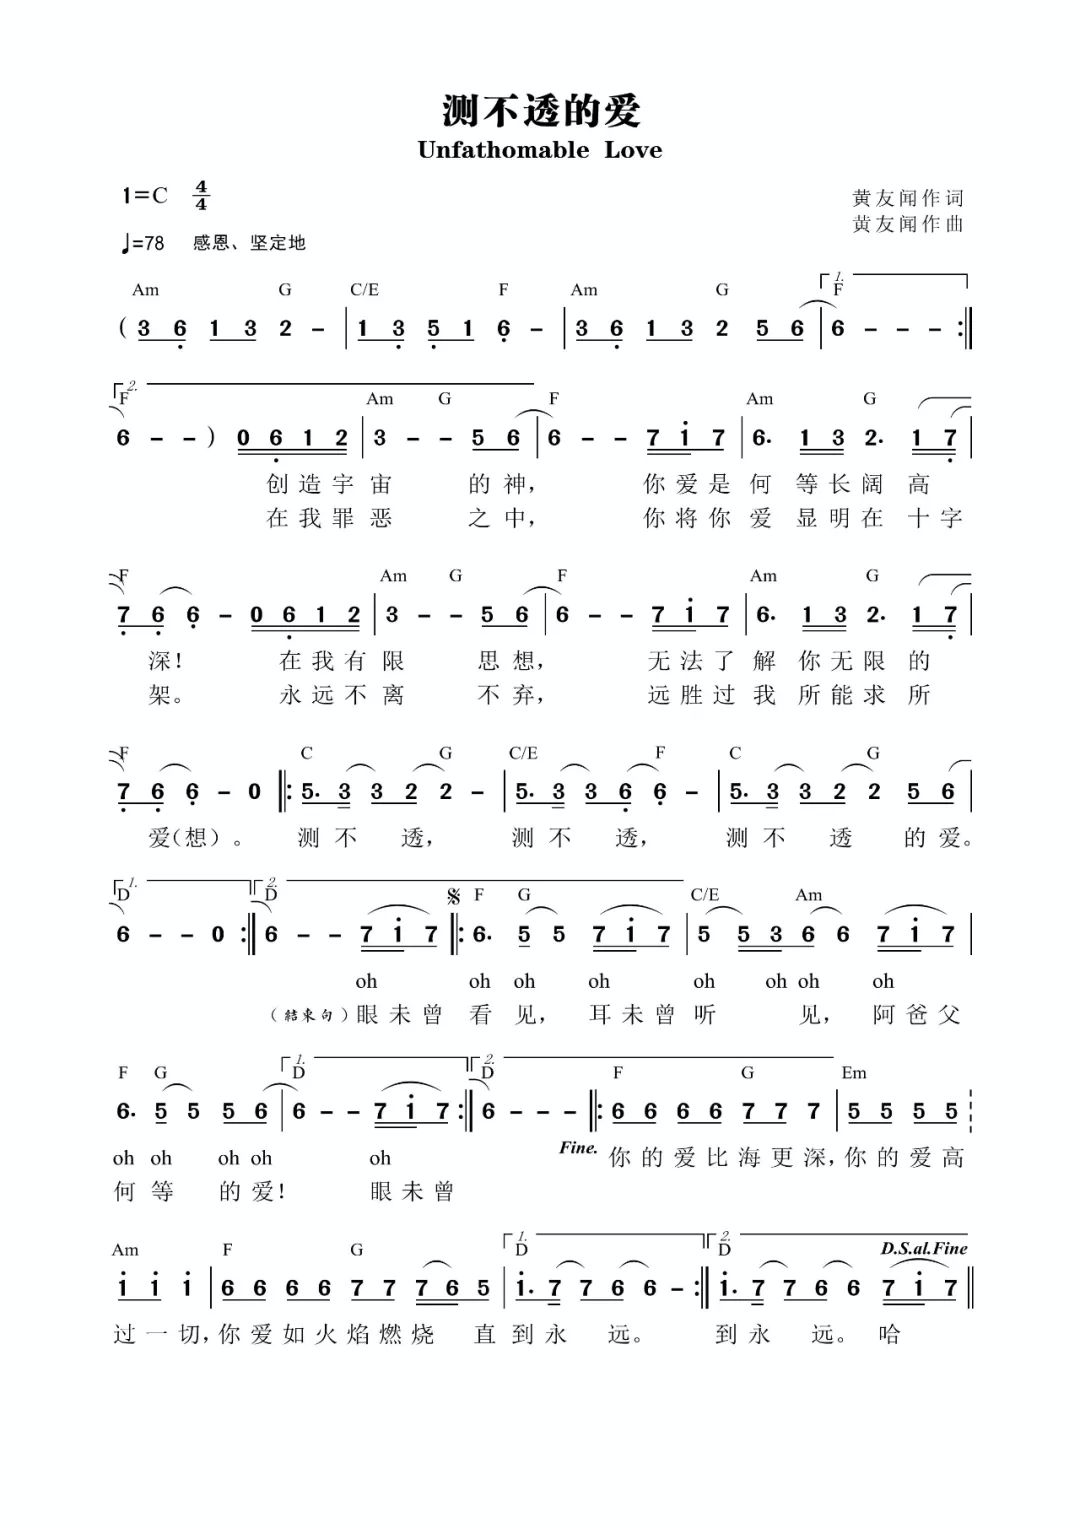 测不透的爱
Unfathomable Love
1=C 4/4
黄友闻作词
♩=78 感恩、坚定地
黄友闻作曲
Am G C/E F Am G 1. F
( 3 6 1 3 2 - | 1 3 5 1 6 - | 3 6 1 3 2 5 6 | 6 - - - :|
2. F Am G F Am G
6 - - ) 0 6 1 2 | 3 - - 5 6 | 6 - - 7 1 7 | 6. 1 3 2. 1 7 |
创造宇宙 的神， 你爱是何 等长阔 高
在我罪恶 之中， 你将你爱 显明在 十字
F Am G F Am G
7 6 6 - 0 6 1 2 | 3 - - 5 6 | 6 - - 7 1 7 | 6. 1 3 2. 1 7 |
深！ 在我有限 思想， 无法了解 你无限 的
架。 永远不离 不弃， 远胜过我 所能求 所
F C G C/E F C G
7 6 6 - 0 |: 5. 3 3 2 2 - | 5. 3 3 6 6 - | 5. 3 3 2 2 5 6 |
爱（想）。 测不 透， 测不 透， 测不 透 的爱。
1. D 2. D 𝄋 F G C/E Am
6 - - 0 :| 6 - - 7 1 7 |: 6. 5 5 7 1 7 | 5 5 3 6 6 7 1 7 |
oh oh oh oh oh oh oh oh
（結束句）眼未曾 看 见， 耳未曾 听 见， 阿爸父
F G 1. D 2. D F G Em
6. 5 5 5 6 | 6 - - 7 1 7 :| 6 - - - |: 6 6 6 6 7 7 7 | 5 5 5 5
oh oh oh oh oh Fine. 你的爱比海更深，你的爱高
何 等 的爱！ 眼未曾
Am F G 1. D 2. D D.S.al.Fine
1 1 1 | 6 6 6 6 7 7 7 6 5 | 1. 7 7 6 6 - :| 1. 7 7 6 6 7 1 7 ||
过一切，你爱如火焰燃烧 直到永 远。 到永 远。 哈